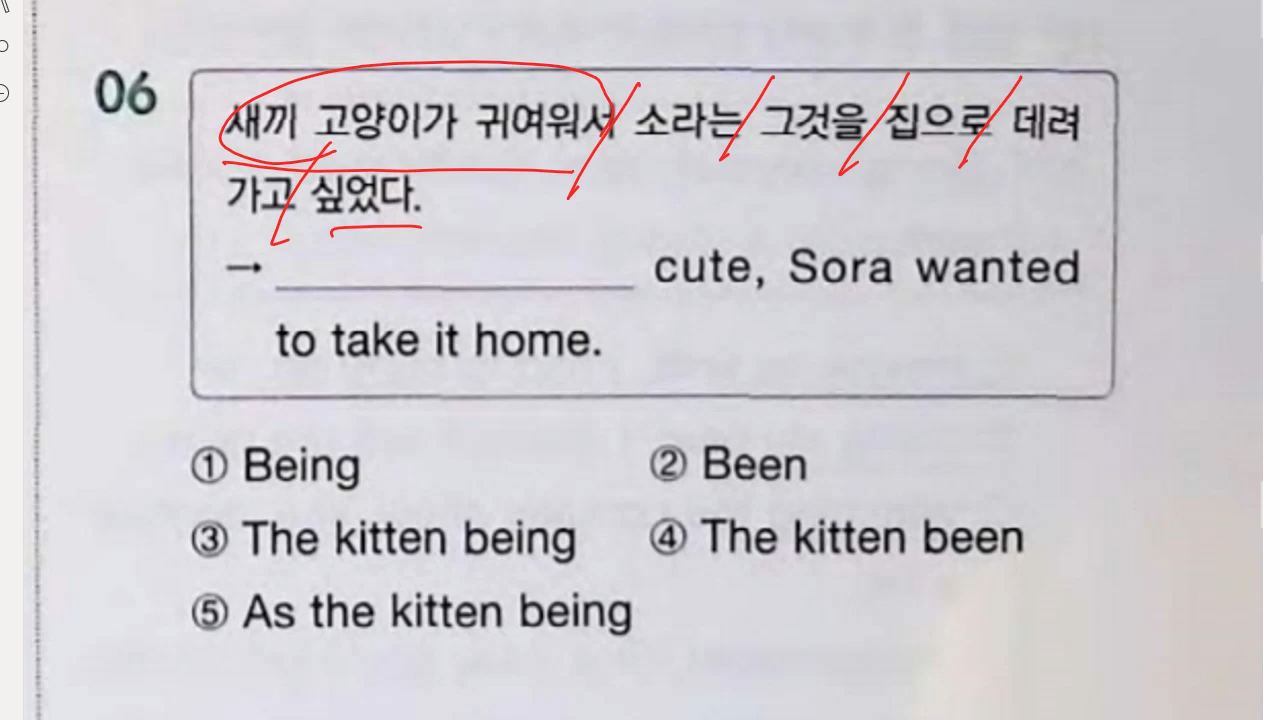 06
새끼 고양이가 귀여워서 소라는 그것을 집으로 데려
가고 싶었다.
→ ____________ cute, Sora wanted
to take it home.
① Being ② Been
③ The kitten being ④ The kitten been
⑤ As the kitten being